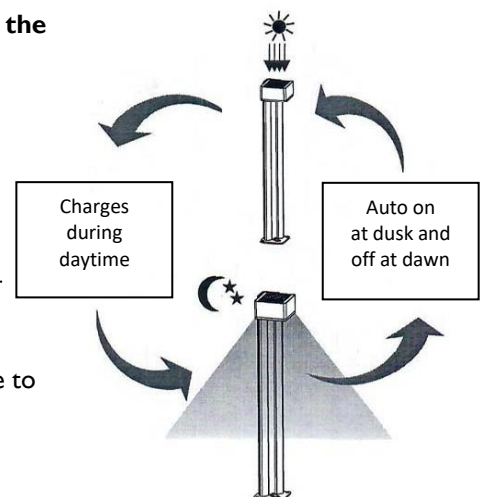 the
Charges
during
daytime
Auto on
at dusk and
off at dawn
to